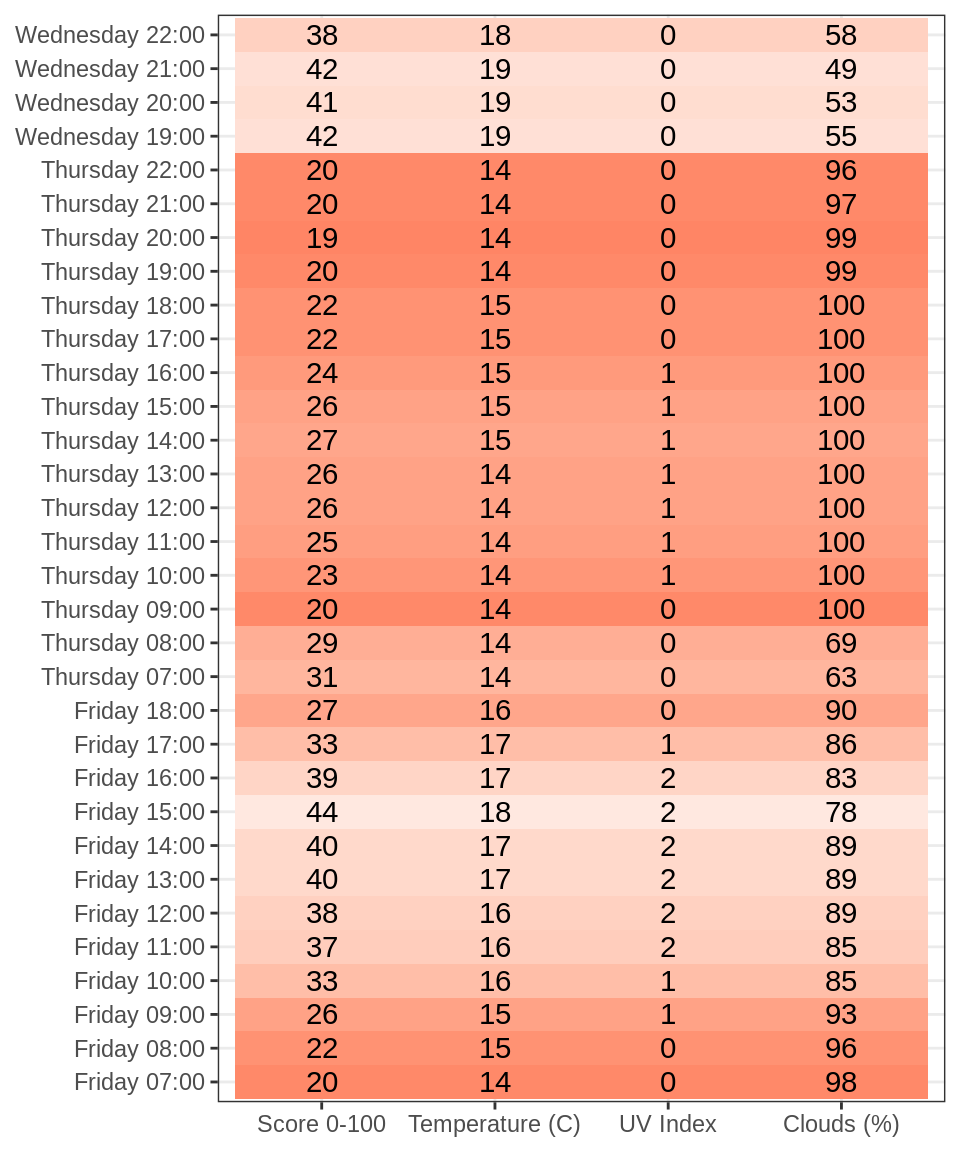 Wednesday 22:00 38 18 0 58
Wednesday 21:00 42 19 0 49
Wednesday 20:00 41 19 0 53
Wednesday 19:00 42 19 0 55
Thursday 22:00 20 14 0 96
Thursday 21:00 20 14 0 97
Thursday 20:00 19 14 0 99
Thursday 19:00 20 14 0 99
Thursday 18:00 22 15 0 100
Thursday 17:00 22 15 0 100
Thursday 16:00 24 15 1 100
Thursday 15:00 26 15 1 100
Thursday 14:00 27 15 1 100
Thursday 13:00 26 14 1 100
Thursday 12:00 26 14 1 100
Thursday 11:00 25 14 1 100
Thursday 10:00 23 14 1 100
Thursday 09:00 20 14 0 100
Thursday 08:00 29 14 0 69
Thursday 07:00 31 14 0 63
Friday 18:00 27 16 0 90
Friday 17:00 33 17 1 86
Friday 16:00 39 17 2 83
Friday 15:00 44 18 2 78
Friday 14:00 40 17 2 89
Friday 13:00 40 17 2 89
Friday 12:00 38 16 2 89
Friday 11:00 37 16 2 85
Friday 10:00 33 16 1 85
Friday 09:00 26 15 1 93
Friday 08:00 22 15 0 96
Friday 07:00 20 14 0 98
Score 0-100 Temperature (C) UV Index Clouds (%)